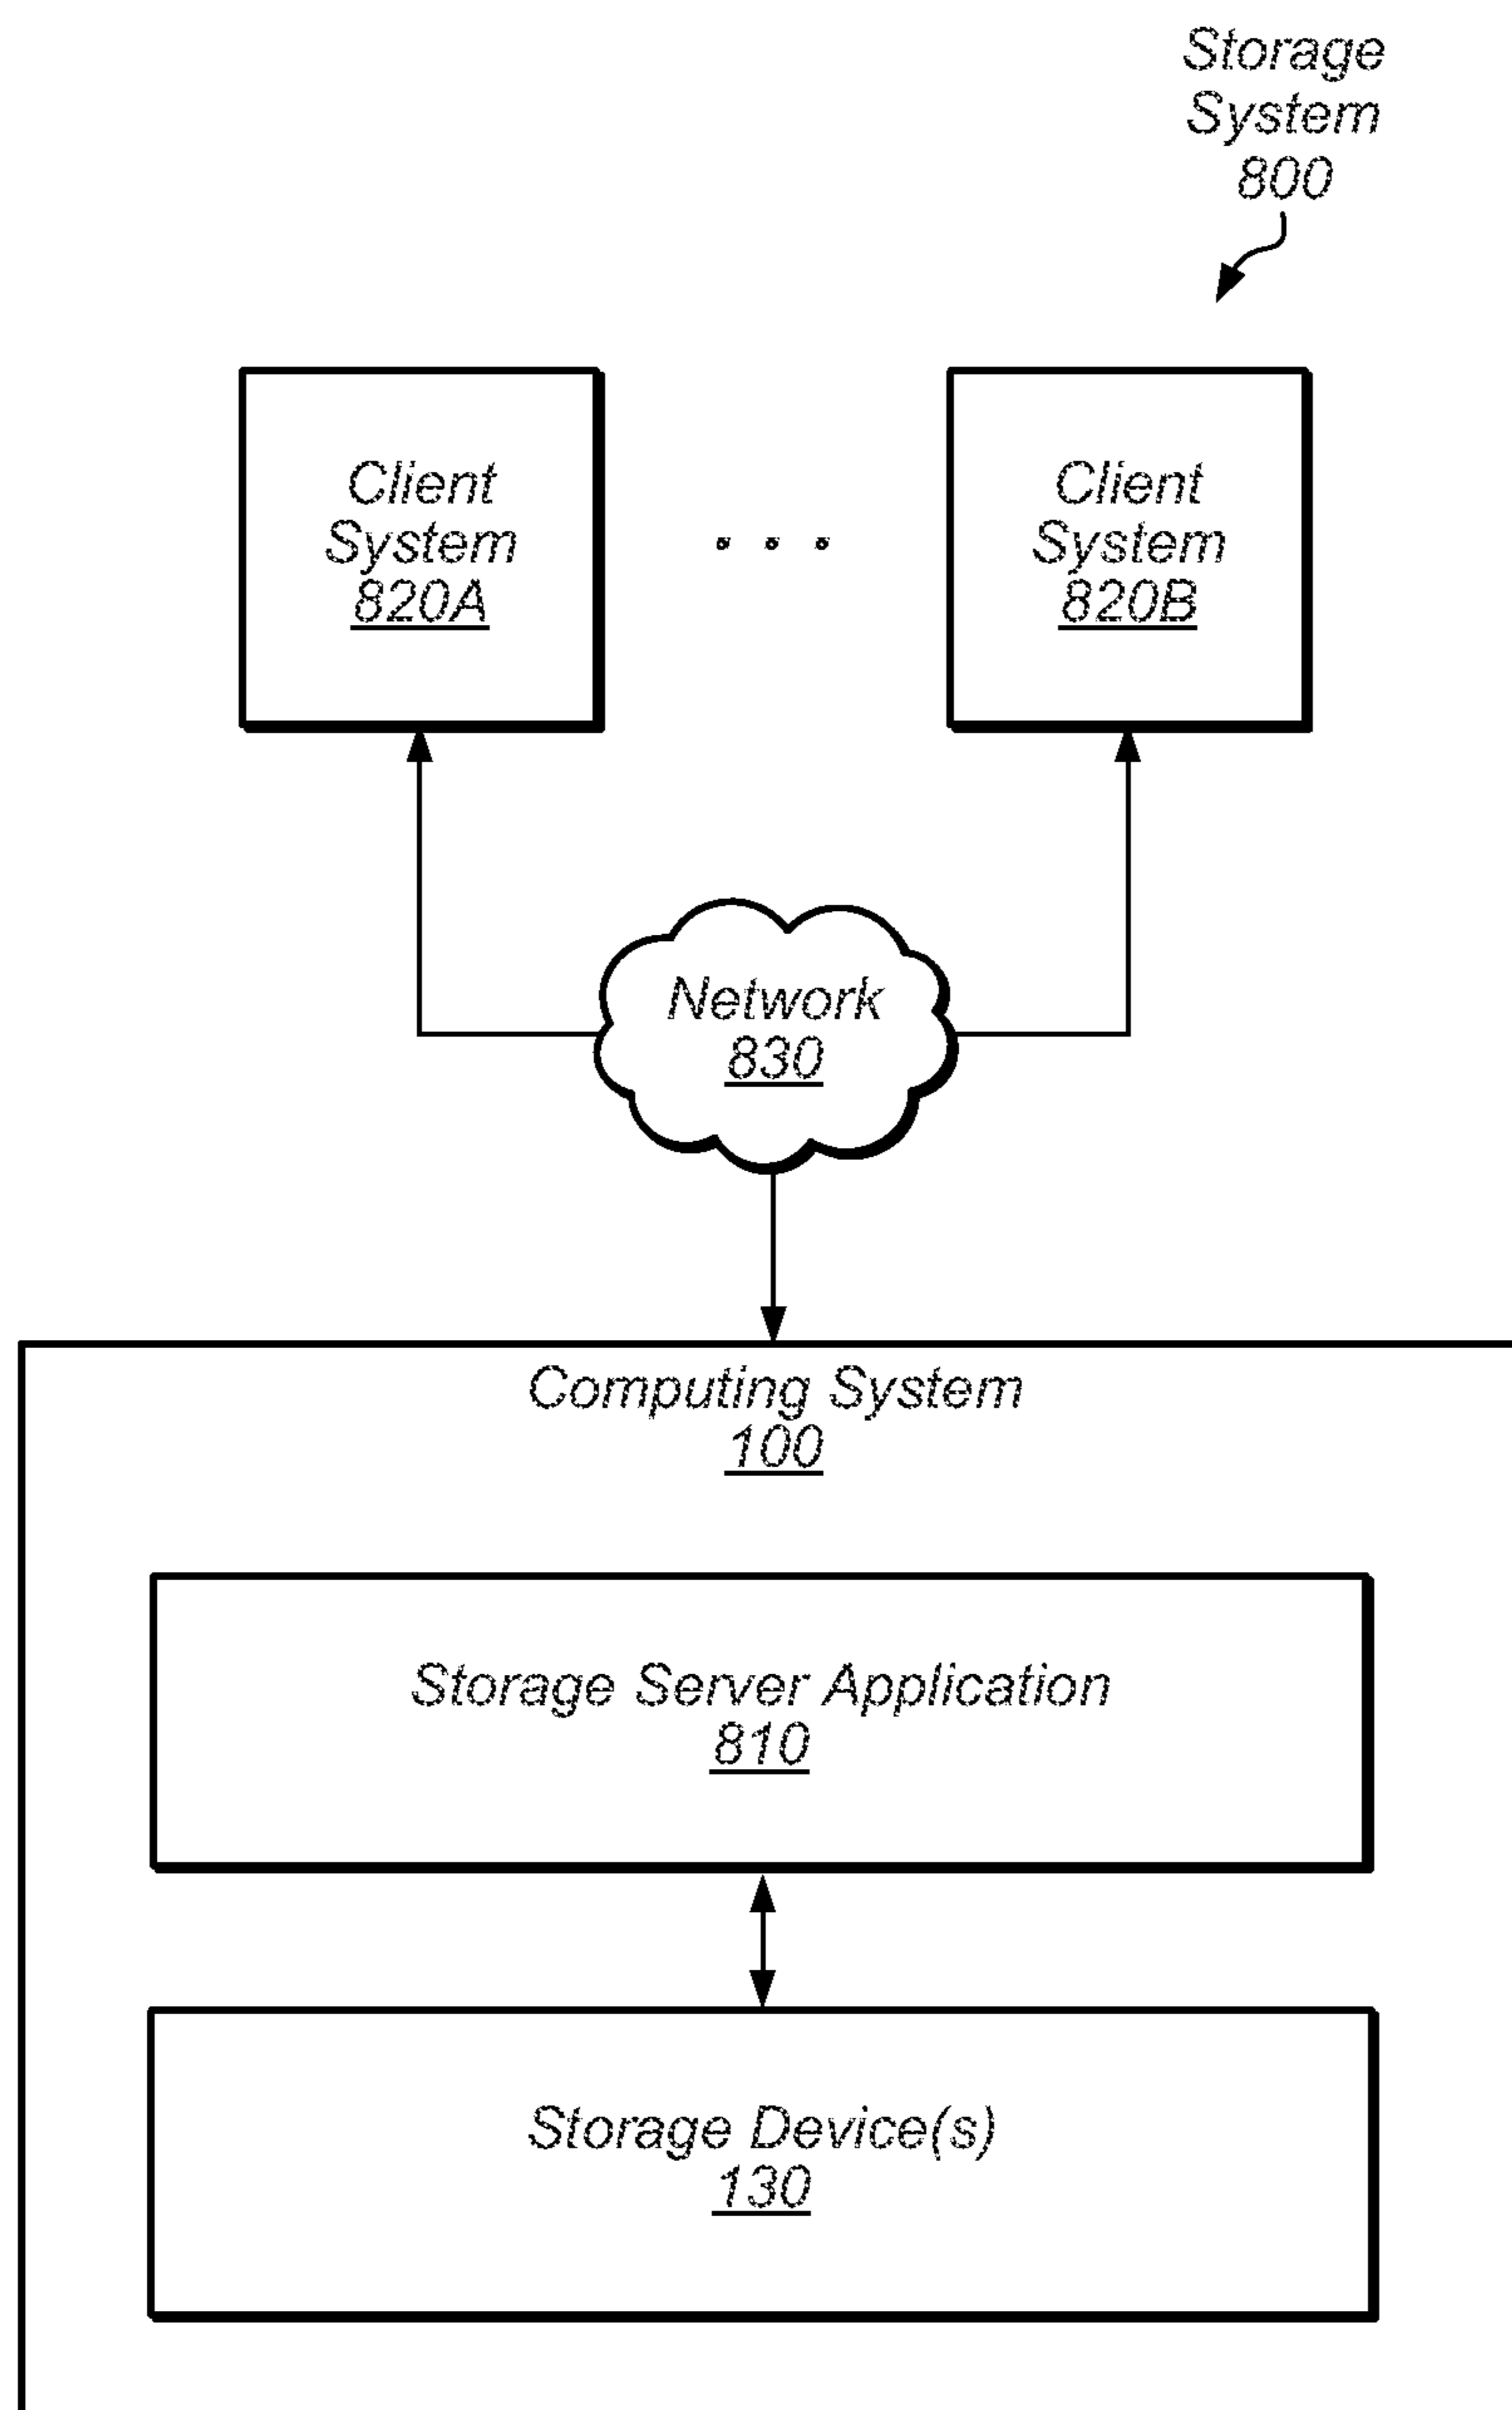 Storage
System
800
Client
System
820A
. . .
Client
System
820B
Network
830
Computing System
100
Storage Server Application
810
Storage Device(s)
130